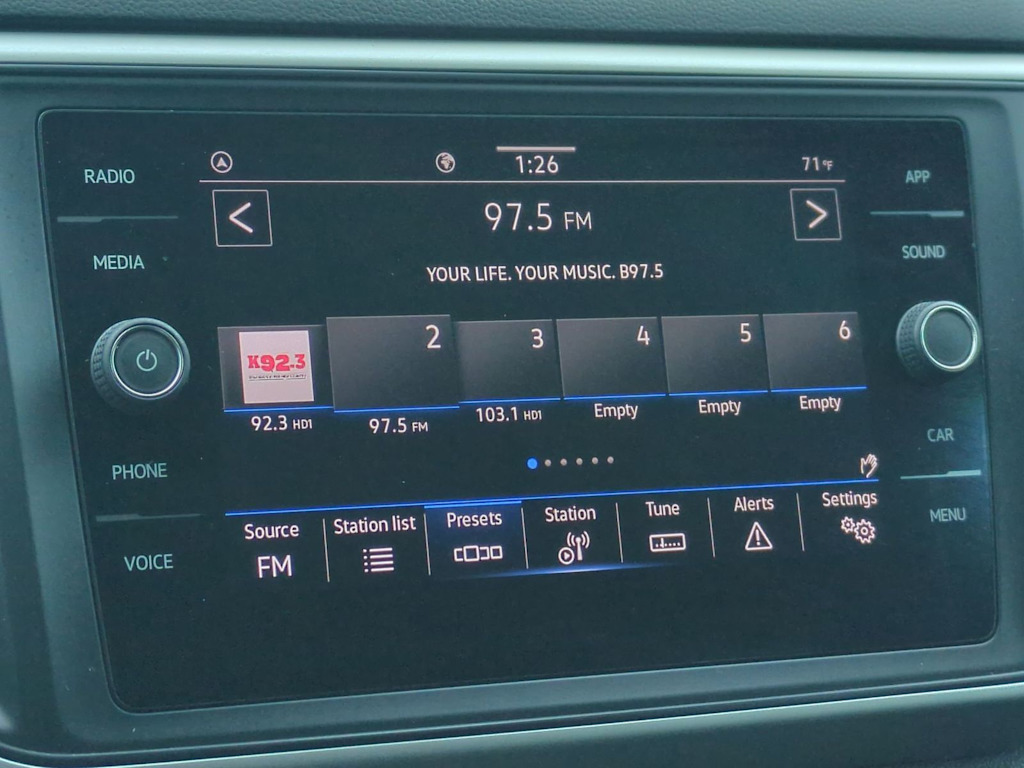 RADIO
MEDIA
PHONE
VOICE
1:26
71°F
97.5 FM
YOUR LIFE. YOUR MUSIC. B97.5
K92.3
2
3
4
5
6
92.3 HD1
97.5 FM
103.1 HD1
Empty
Empty
Empty
Source
FM
Station list
Presets
Station
Tune
Alerts
Settings
APP
SOUND
CAR
MENU